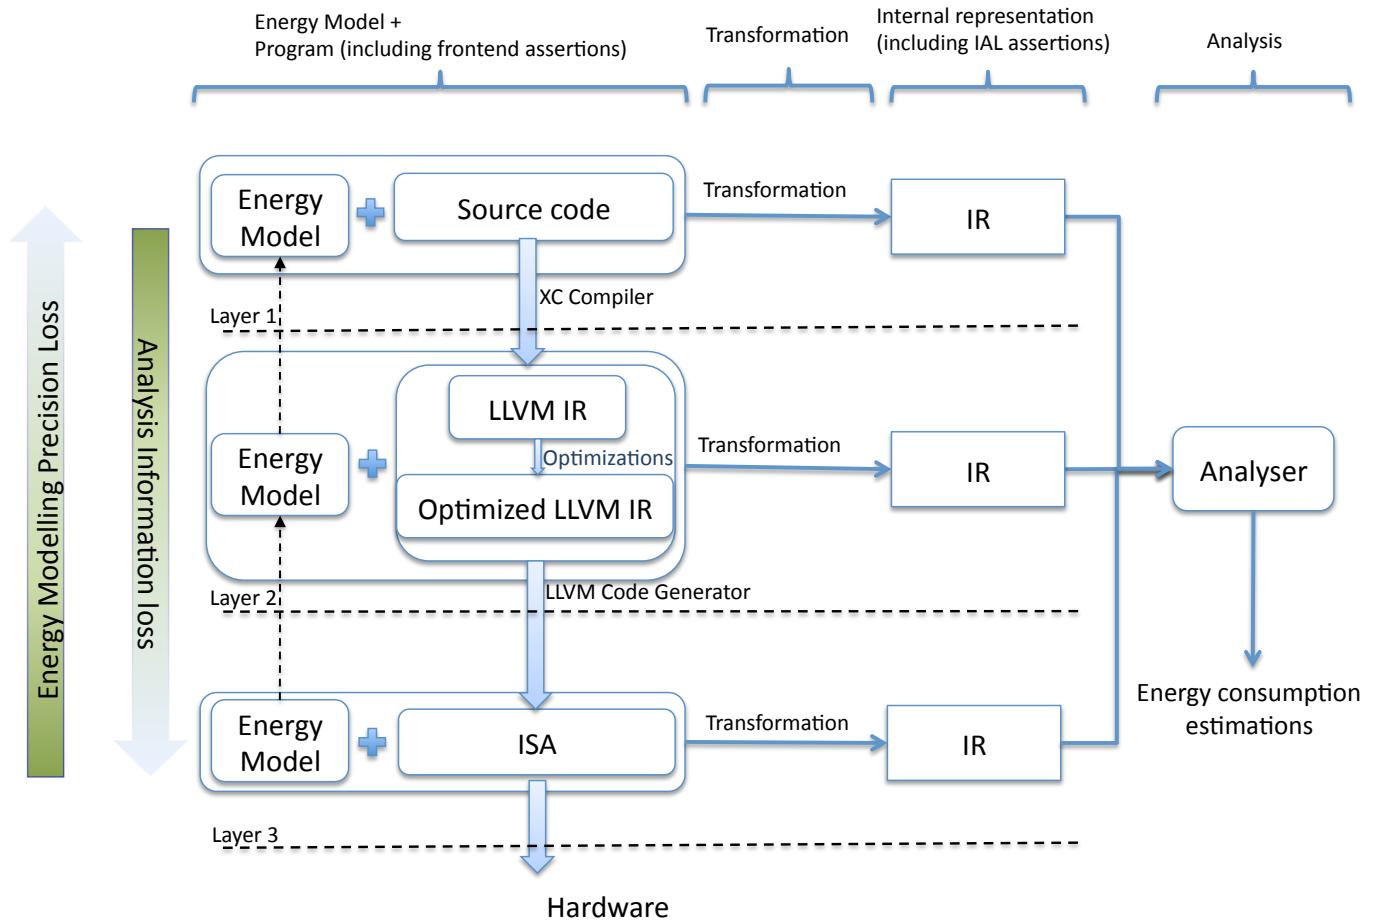 Energy Model +
Program (including frontend assertions)
Transformation
Internal representation
(including IAL assertions)
Analysis
Energy
Model
Source code
Transformation
IR
XC Compiler
Layer 1
Energy Modelling Precision Loss
Analysis Information loss
LLVM IR
Optimizations
Optimized LLVM IR
Energy
Model
Transformation
IR
Analyser
LLVM Code Generator
Layer 2
Energy
Model
ISA
Transformation
IR
Energy consumption
estimations
Layer 3
Hardware